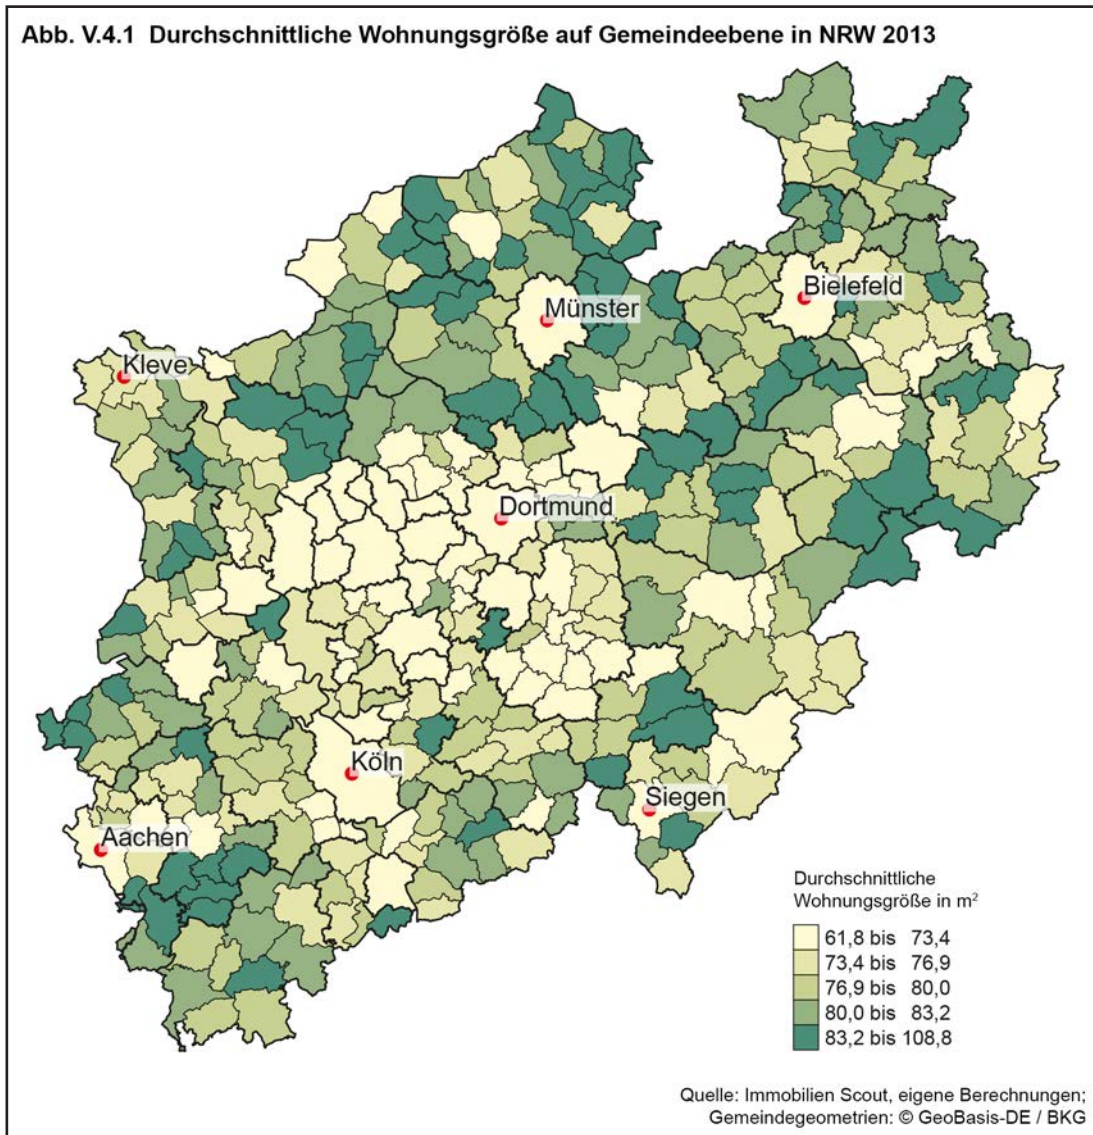 Abb. V.4.1 Durchschnittliche Wohnungsgröße auf Gemeindeebene in NRW 2013
Bielefeld
Münster
Kleve
Dortmund
Köln
Siegen
Aachen
Durchschnittliche
Wohnungsgröße in m²
61,8 bis 73,4
73,4 bis 76,9
76,9 bis 80,0
80,0 bis 83,2
83,2 bis 108,8
Quelle: Immobilien Scout, eigene Berechnungen;
Gemeindegeometrien: © GeoBasis-DE / BKG